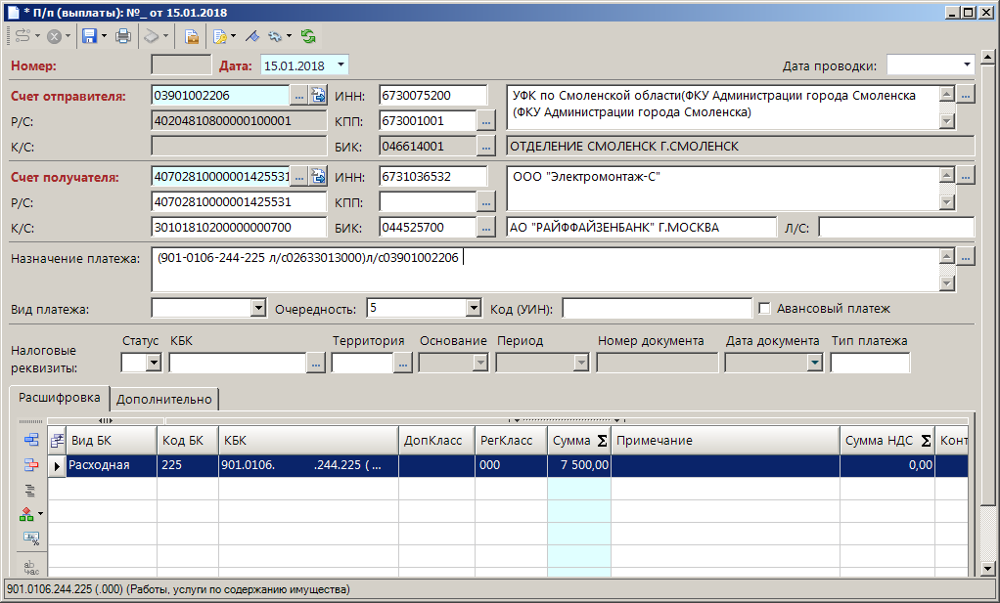 * П/п (выплаты): №_ от 15.01.2018
Номер: Дата: 15.01.2018 Дата проводки:
Счет отправителя: 03901002206 ... ИНН: 6730075200 УФК по Смоленской области(ФКУ Администрации города Смоленска ...
(ФКУ Администрации города Смоленска)
Р/С: 40204810800000100001 КПП: 673001001 ...
К/С: БИК: 046614001 ... ОТДЕЛЕНИЕ СМОЛЕНСК Г.СМОЛЕНСК
Счет получателя: 40702810000001425531 ... ИНН: 6731036532 ООО "Электромонтаж-С" ...
Р/С: 40702810000001425531 КПП: ...
К/С: 30101810200000000700 БИК: 044525700 ... АО "РАЙФФАЙЗЕНБАНК" Г.МОСКВА Л/С:
Назначение платежа: (901-0106-244-225 л/с02633013000)л/с03901002206 ...
Вид платежа: Очередность: 5 Код (УИН): Авансовый платеж
Налоговые реквизиты: Статус КБК Территория Основание Период Номер документа Дата документа Тип платежа
... ...
Расшифровка Дополнительно
Вид БК Код БК КБК ДопКласс РегКласс Сумма Σ Примечание Сумма НДС Σ Конт
Расходная 225 901.0106. .244.225 ( ... 000 7 500,00 0,00
ab
ac
901.0106.244.225 (.000) (Работы, услуги по содержанию имущества)